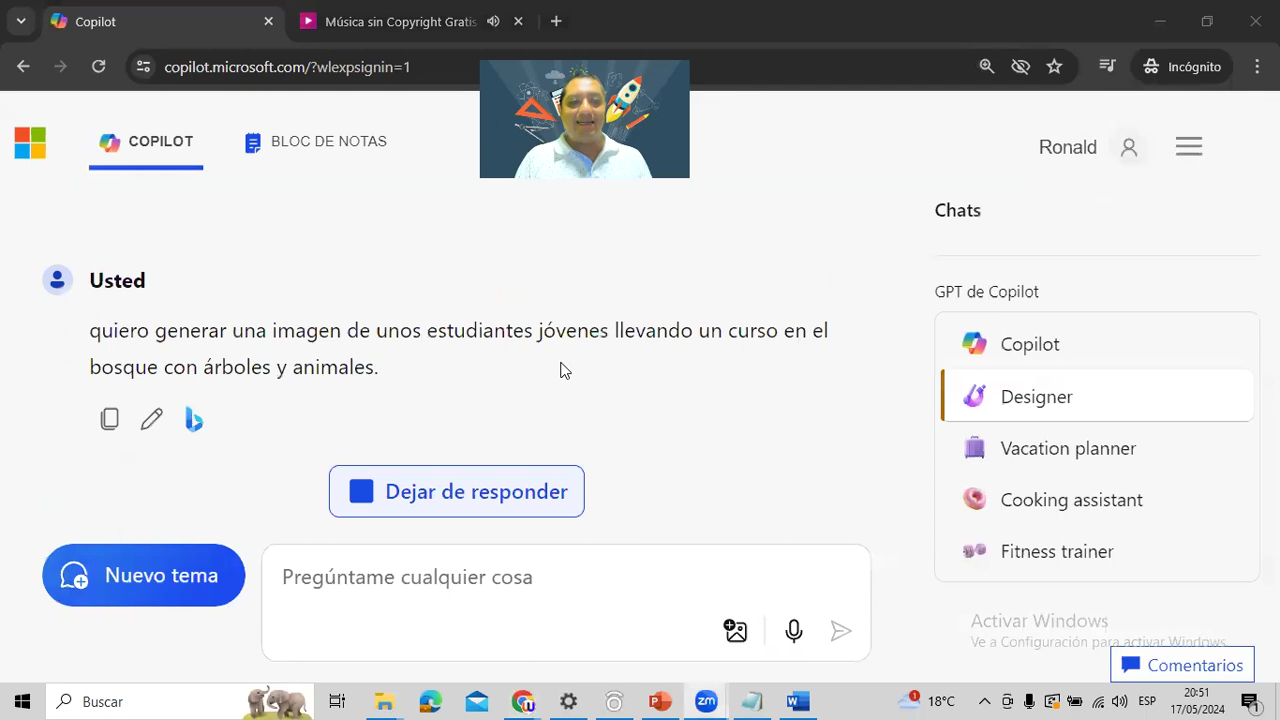 Copilot
Música sin Copyright Gratis
copilot.microsoft.com/?wlexpsignin=1
Incógnito
COPILOT
BLOC DE NOTAS
Ronald
Chats
Usted
quiero generar una imagen de unos estudiantes jóvenes llevando un curso en el
bosque con árboles y animales.
Dejar de responder
Nuevo tema
Pregúntame cualquier cosa
GPT de Copilot
Copilot
Designer
Vacation planner
Cooking assistant
Fitness trainer
Activar Windows
Ve a Configuración para activar Windows.
Comentarios
Buscar
zm
1
18°C
ESP
20:51
17/05/2024
1